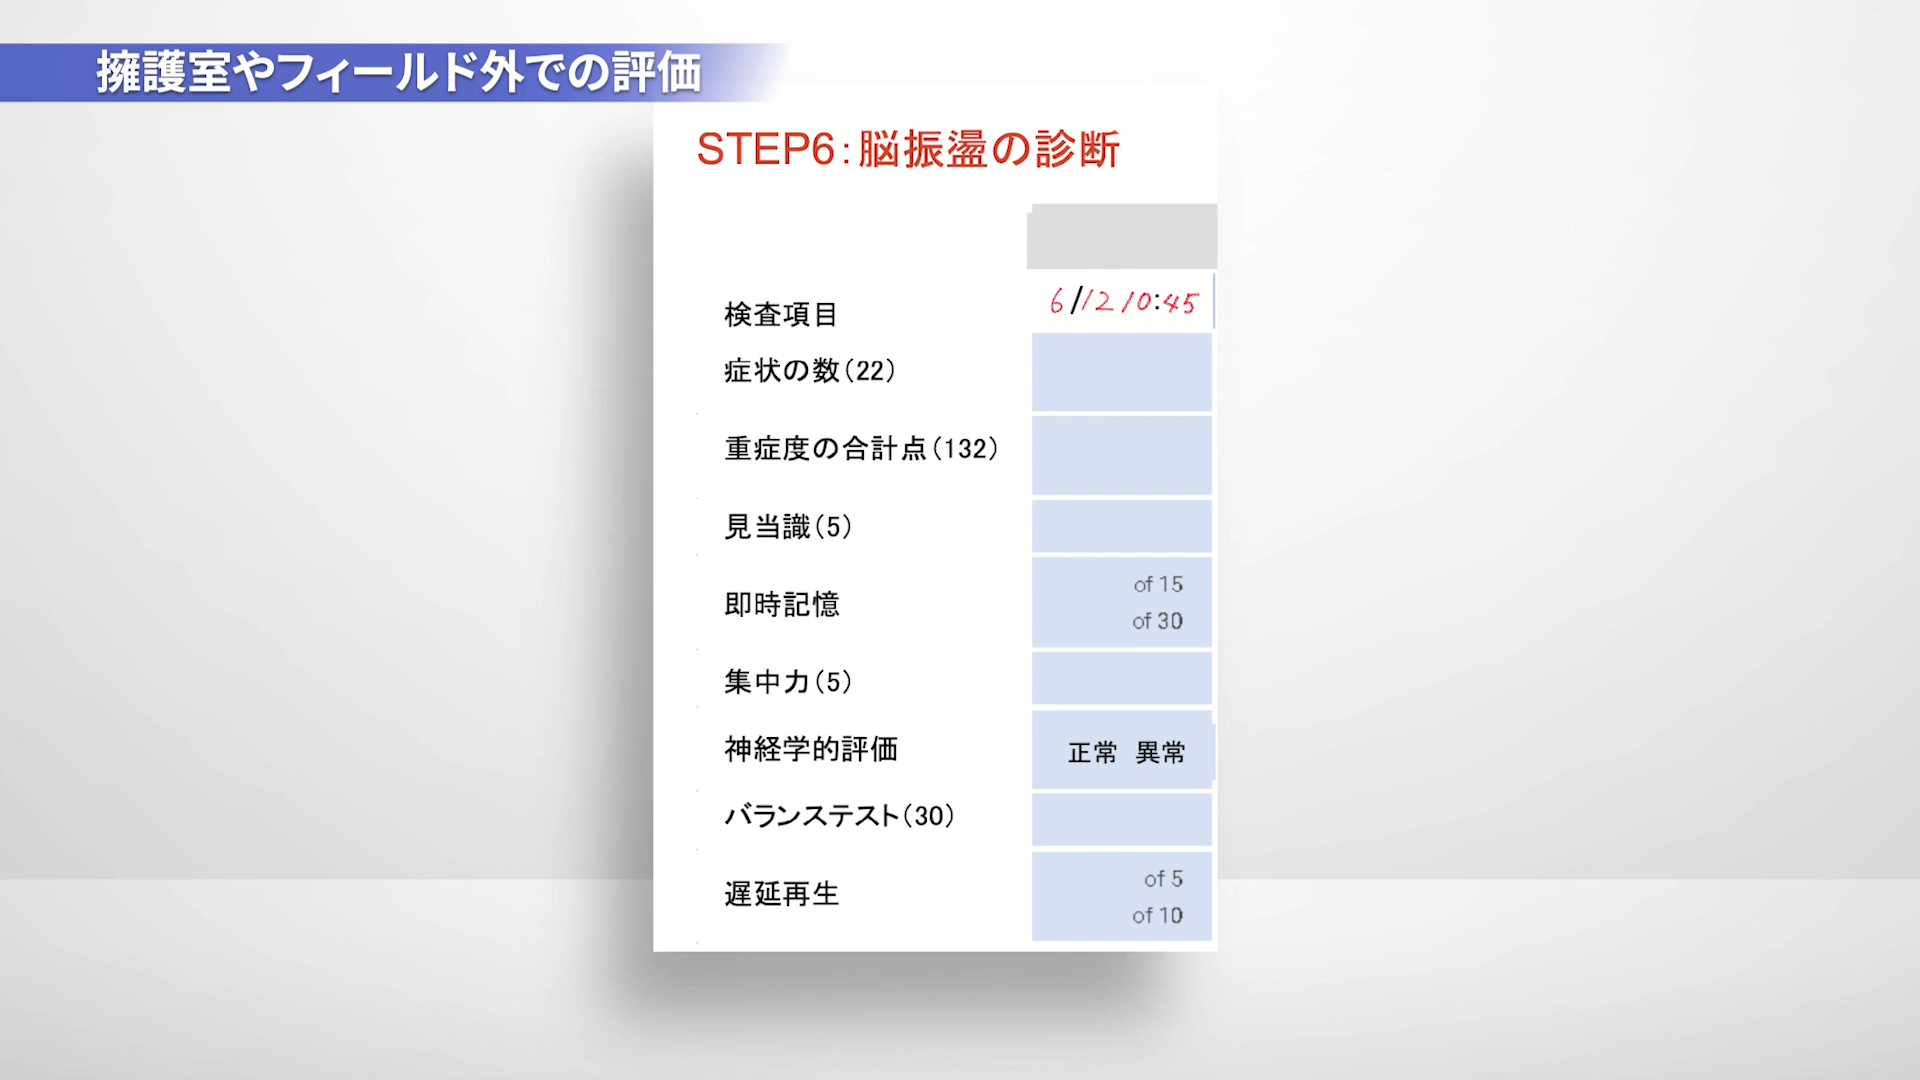 擁護室やフィールド外での評価
STEP6:脳振盪の診断
検査項目 6/12 10:45
症状の数(22)
重症度の合計点(132)
見当識(5)
即時記憶 of 15
of 30
集中力(5)
神経学的評価 正常 異常
バランステスト(30)
遅延再生 of 5
of 10